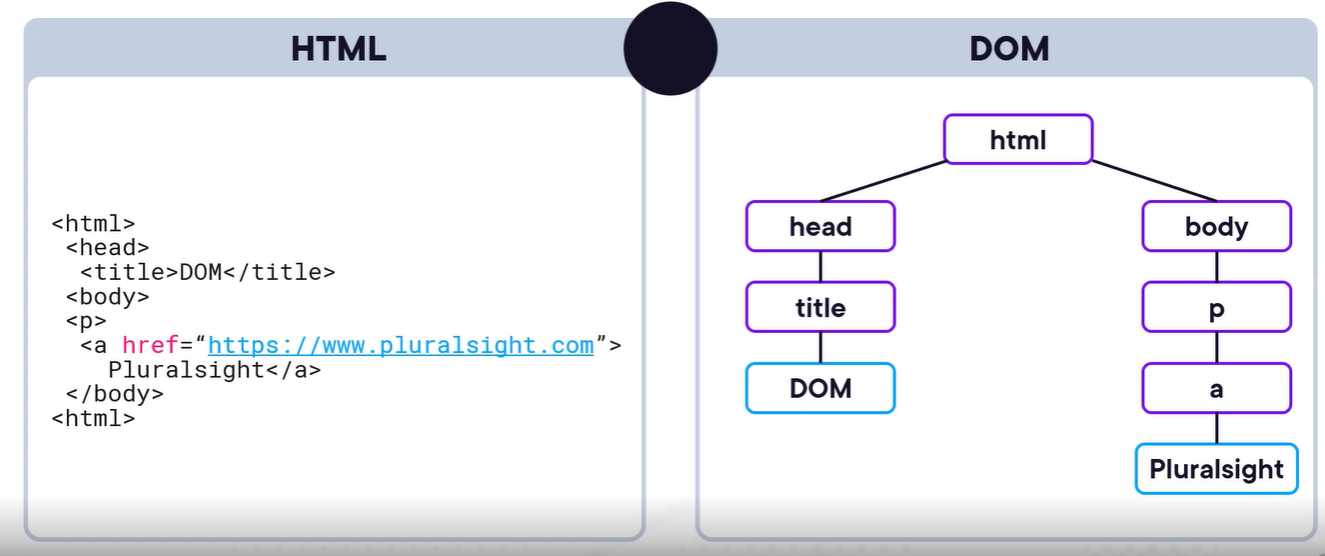 HTML
<html>
<head>
<title>DOM</title>
<body>
<p>
<a href=“https://www.pluralsight.com”>
Pluralsight</a>
</body>
<html>
DOM
html
head
body
title
p
DOM
a
Pluralsight